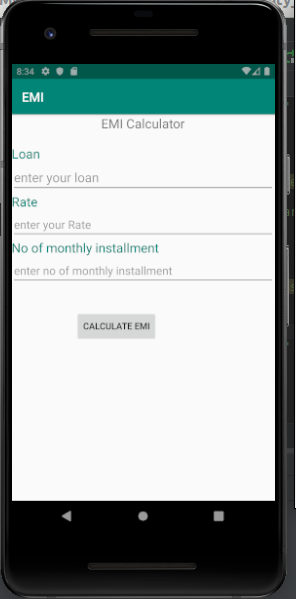 8:34
EMI
EMI Calculator
Loan
enter your loan
Rate
enter your Rate
No of monthly installment
enter no of monthly installment
CALCULATE EMI